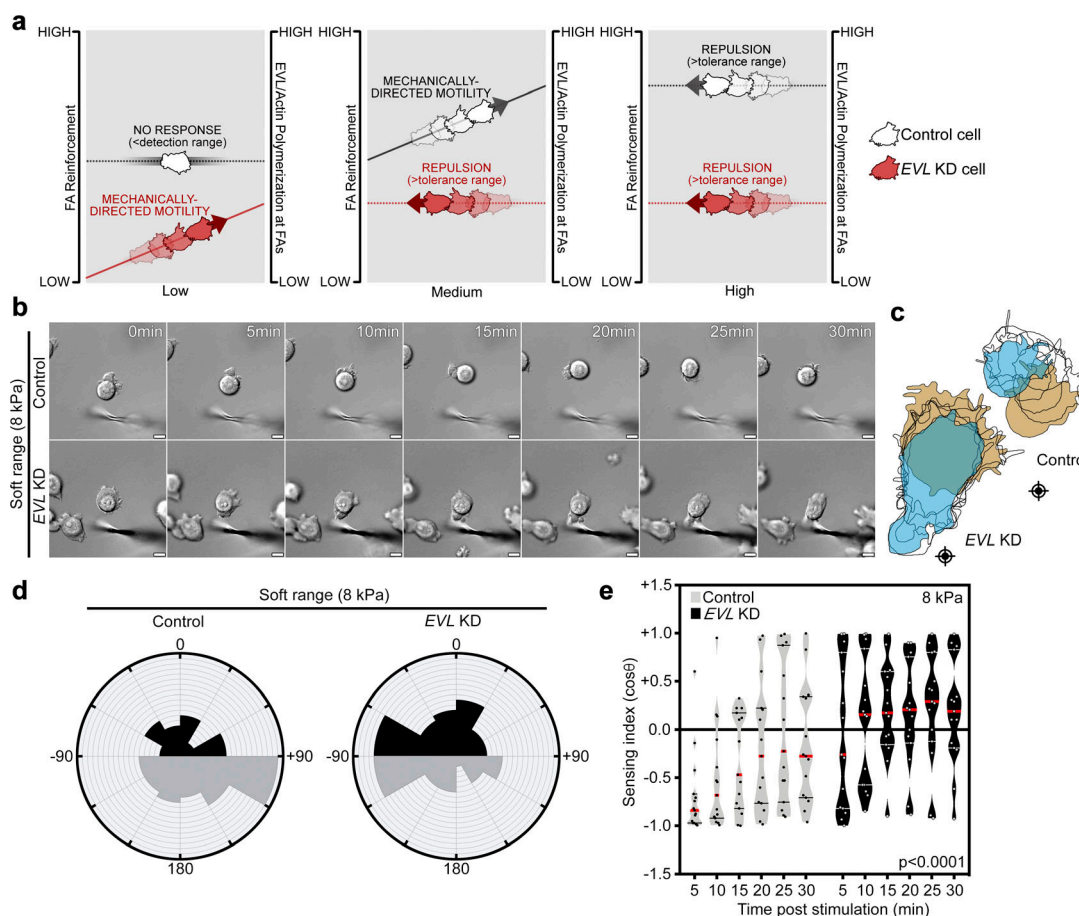 a
HIGH
HIGH
HIGH
HIGH
HIGH
HIGH
FA Reinforcement
NO RESPONSE
(<detection range)
MECHANICALLY-
DIRECTED MOTILITY
EVL/Actin Polymerization at FAs
LOW
LOW
Low
FA Reinforcement
MECHANICALLY-
DIRECTED MOTILITY
REPULSION
(>tolerance range)
EVL/Actin Polymerization at FAs
LOW
LOW
Medium
FA Reinforcement
REPULSION
(>tolerance range)
REPULSION
(>tolerance range)
EVL/Actin Polymerization at FAs
LOW
LOW
High
Control cell
EVL KD cell
b
Soft range (8 kPa)
Control
EVL KD
0min
5min
10min
15min
20min
25min
30min
c
Control
EVL KD
d
Soft range (8 kPa)
Control
EVL KD
0
-90
+90
180
0
-90
+90
180
e
Control
EVL KD
8 kPa
Sensing index (cosθ)
+1.5
+1.0
+0.5
0.0
-0.5
-1.0
-1.5
p<0.0001
5 10 15 20 25 30 5 10 15 20 25 30
Time post stimulation (min)